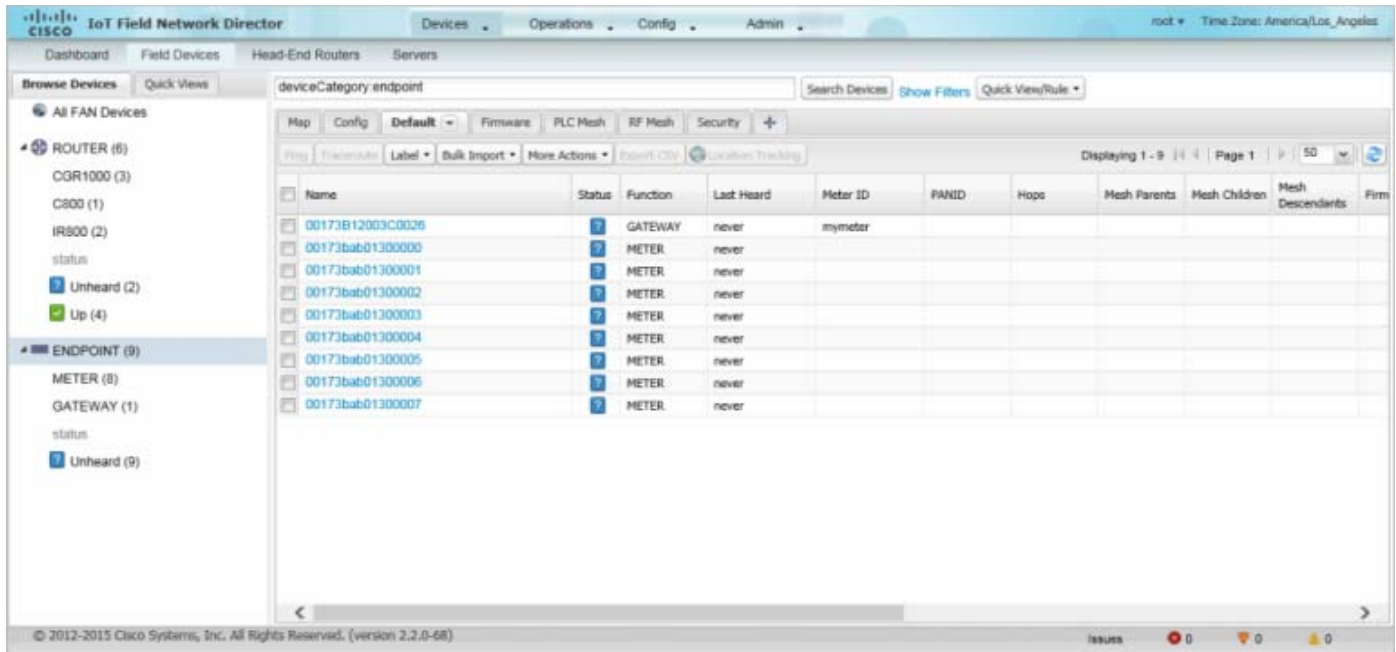 CISCO IoT Field Network Director
Devices Operations Config Admin
root Time Zone: America/Los_Angeles
Dashboard Field Devices Head-End Routers Servers
Browse Devices Quick Views
All FAN Devices
ROUTER (6)
CGR1000 (3)
C800 (1)
IR800 (2)
status
Unheard (2)
Up (4)
ENDPOINT (9)
METER (8)
GATEWAY (1)
status
Unheard (9)
deviceCategory:endpoint Search Devices Show Filters Quick View/Rule
Map Config Default Firmware PLC Mesh RF Mesh Security +
Ping Traceroute Label Bulk Import More Actions Export CSV Location Tracking Displaying 1 - 9 Page 1 50
Name Status Function Last Heard Meter ID PANID Hops Mesh Parents Mesh Children Mesh Descendants Firm
00173B12003C0026 ? GATEWAY never mymeter
00173bab01300000 ? METER never
00173bab01300001 ? METER never
00173bab01300002 ? METER never
00173bab01300003 ? METER never
00173bab01300004 ? METER never
00173bab01300005 ? METER never
00173bab01300006 ? METER never
00173bab01300007 ? METER never
© 2012-2015 Cisco Systems, Inc. All Rights Reserved. (version 2.2.0-68)
Issues 0 0 0